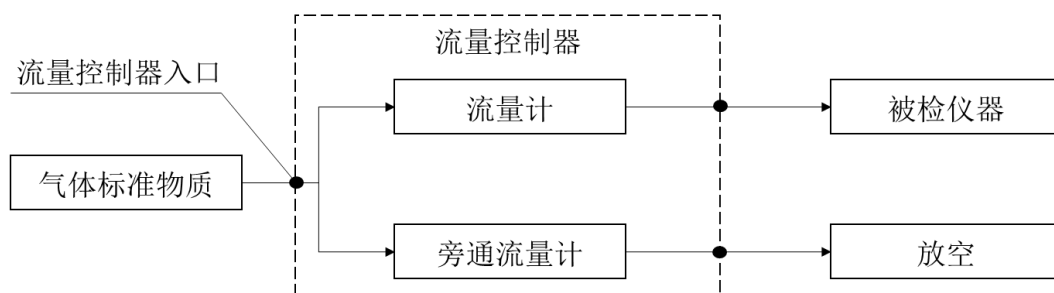 流量控制器
流量控制器入口
流量计
被检仪器
气体标准物质
旁通流量计
放空